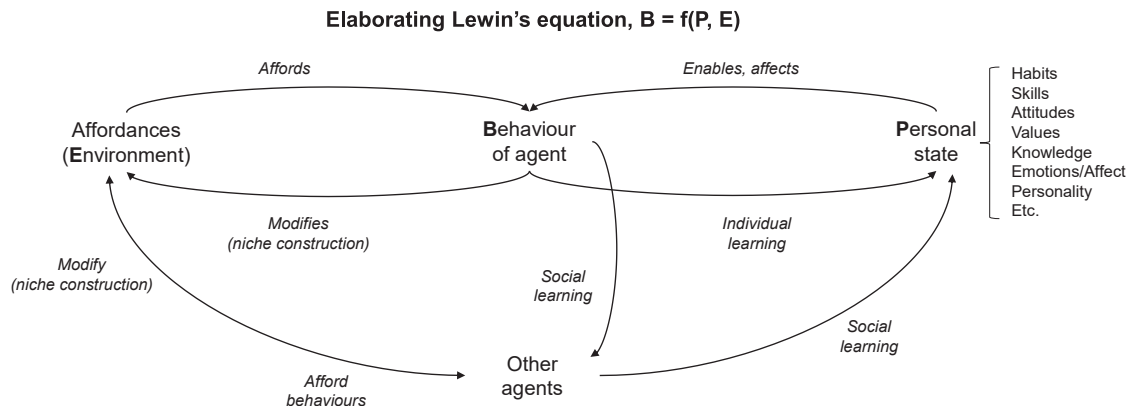 Elaborating Lewin’s equation, B = f(P, E)
Affords
Enables, affects
Affordances
(Environment)
Behaviour
of agent
Personal
state
Habits
Skills
Attitudes
Values
Knowledge
Emotions/Affect
Personality
Etc.
Modifies
(niche construction)
Individual
learning
Modify
(niche construction)
Social
learning
Social
learning
Other
agents
Afford
behaviours